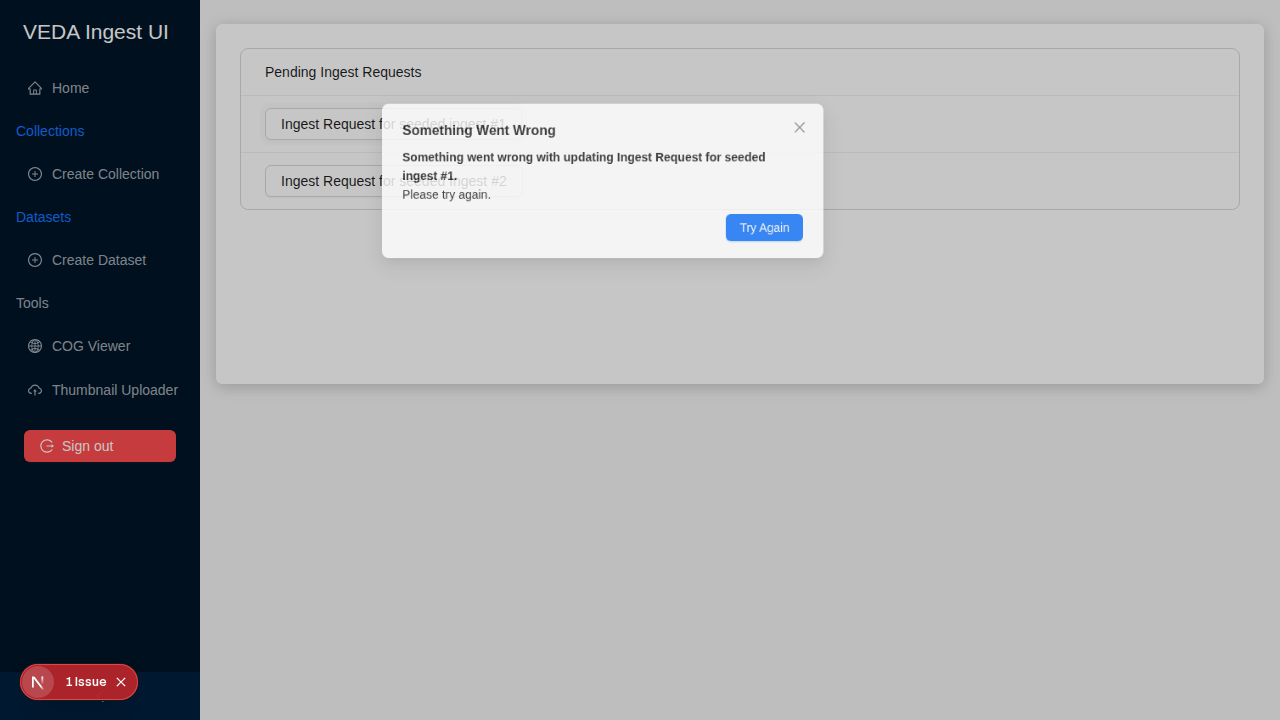 VEDA Ingest UI
Home
Collections
Create Collection
Datasets
Create Dataset
Tools
COG Viewer
Thumbnail Uploader
Sign out
1 Issue
Pending Ingest Requests
Ingest Request for seeded ingest #1
Ingest Request for seeded ingest #2
Something Went Wrong
Something went wrong with updating Ingest Request for seeded
ingest #1.
Please try again.
Try Again